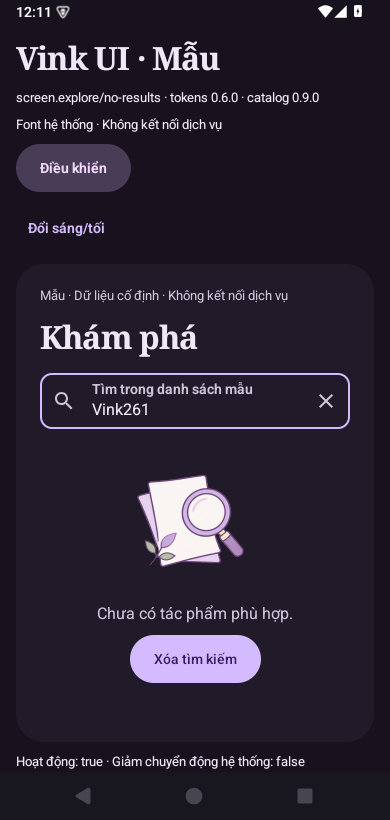 12:11
Vink UI · Mẫu
screen.explore/no-results · tokens 0.6.0 · catalog 0.9.0
Font hệ thống · Không kết nối dịch vụ
Điều khiển
Đổi sáng/tối
Mẫu · Dữ liệu cố định · Không kết nối dịch vụ
Khám phá
Tìm trong danh sách mẫu
Vink261
Chưa có tác phẩm phù hợp.
Xóa tìm kiếm
Hoạt động: true · Giảm chuyển động hệ thống: false